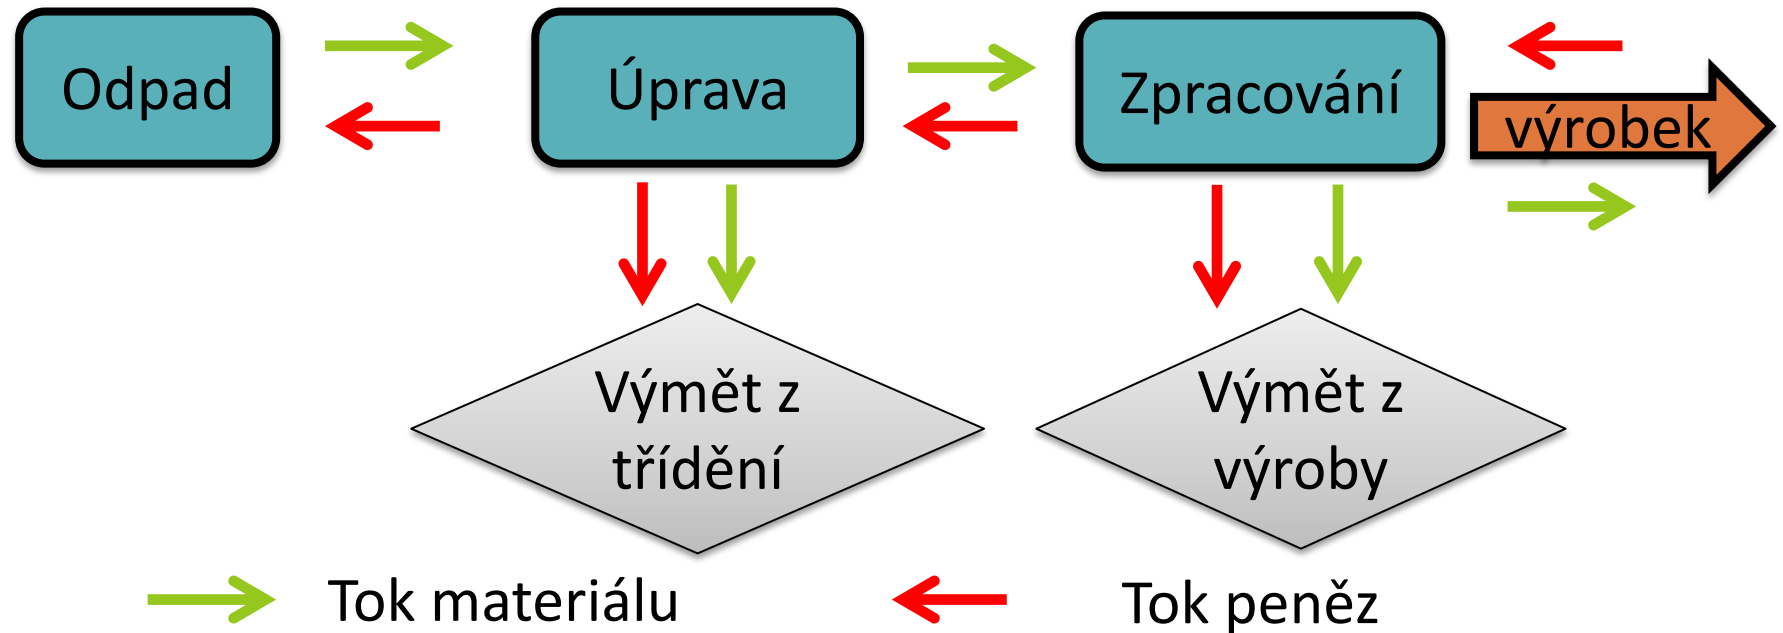 Odpad
Úprava
Zpracování
výrobek
Výmět z
třídění
Výmět z
výroby
Tok materiálu
Tok peněz